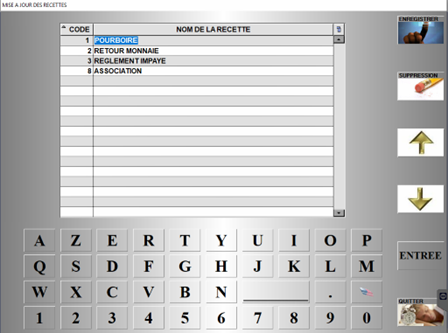 MISE A JOUR DES RECETTES
CODE NOM DE LA RECETTE
1 POURBOIRE
2 RETOUR MONNAIE
3 REGLEMENT IMPAYE
8 ASSOCIATION
ENREGISTRER
SUPPRESSION
A Z E R T Y U I O P
Q S D F G H J K L M
ENTREE
W X C V B N _ .
1 2 3 4 5 6 7 8 9 0
QUITTER